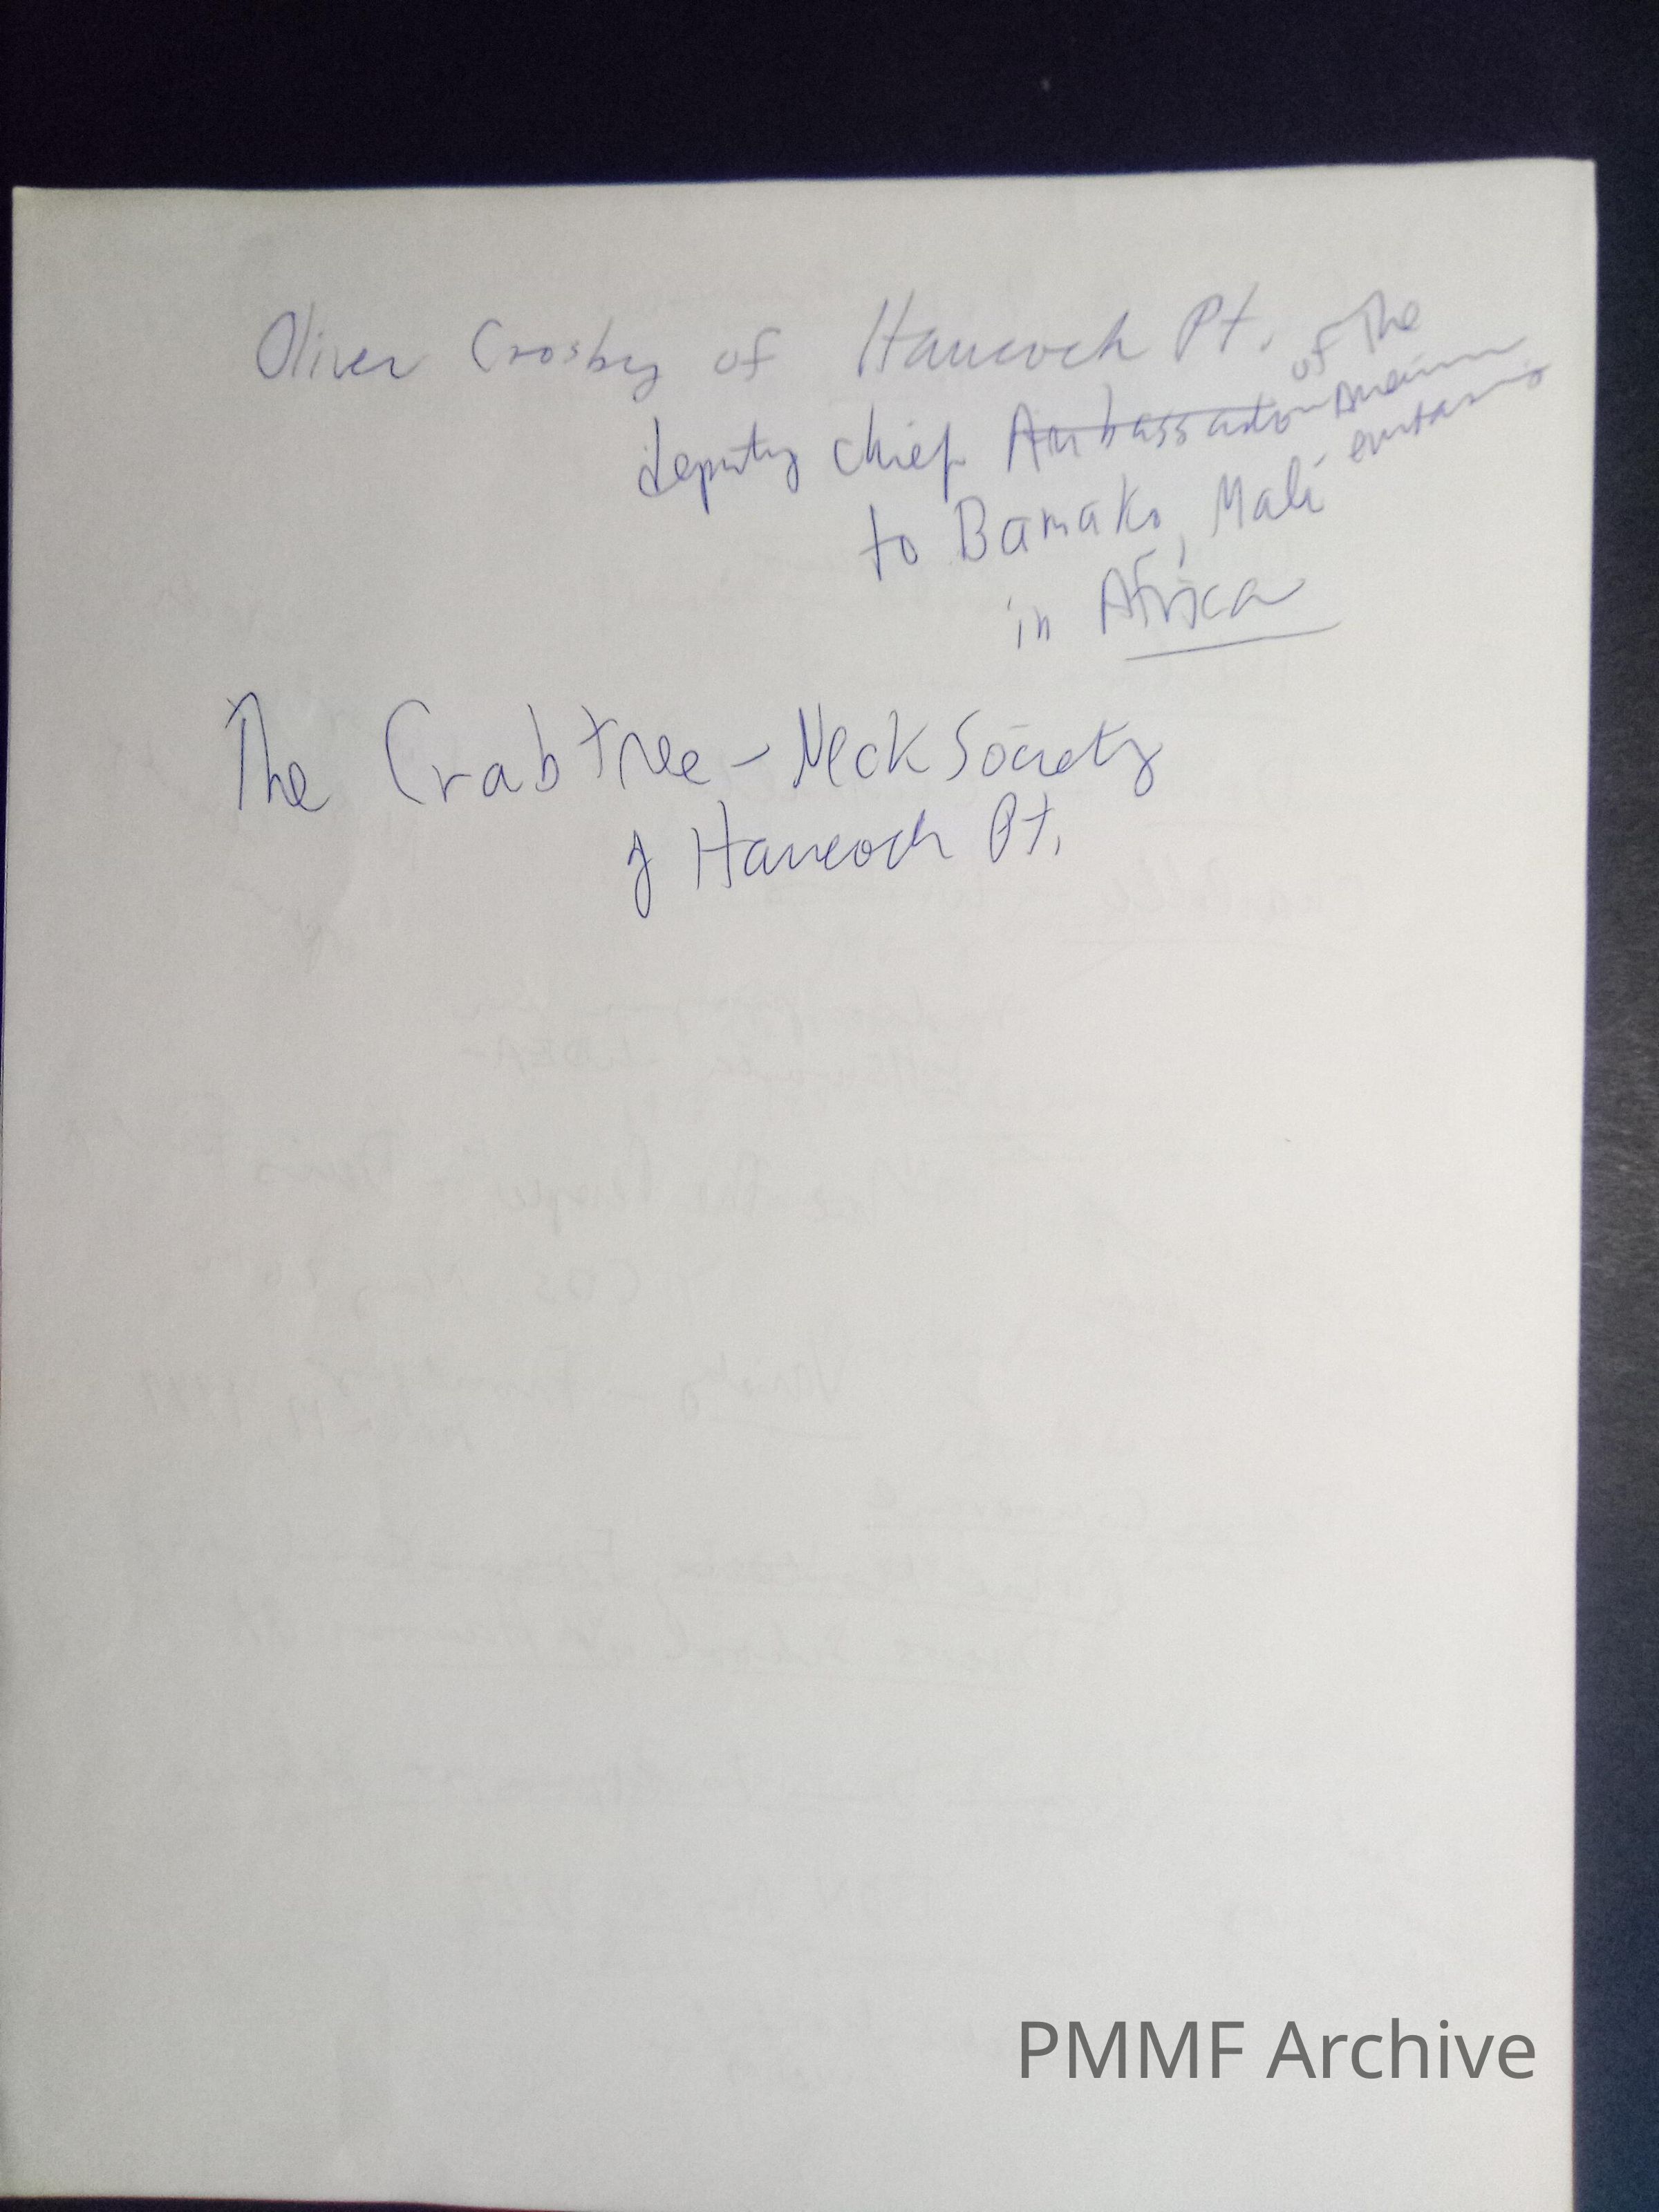 Oliver Crosby of Hancock Pt.
deputy chief Ambassador of the American
to Bamako, Mali
in Africa
The Crabtree-Neck Society
of Hancock Pt.
PMMF Archive